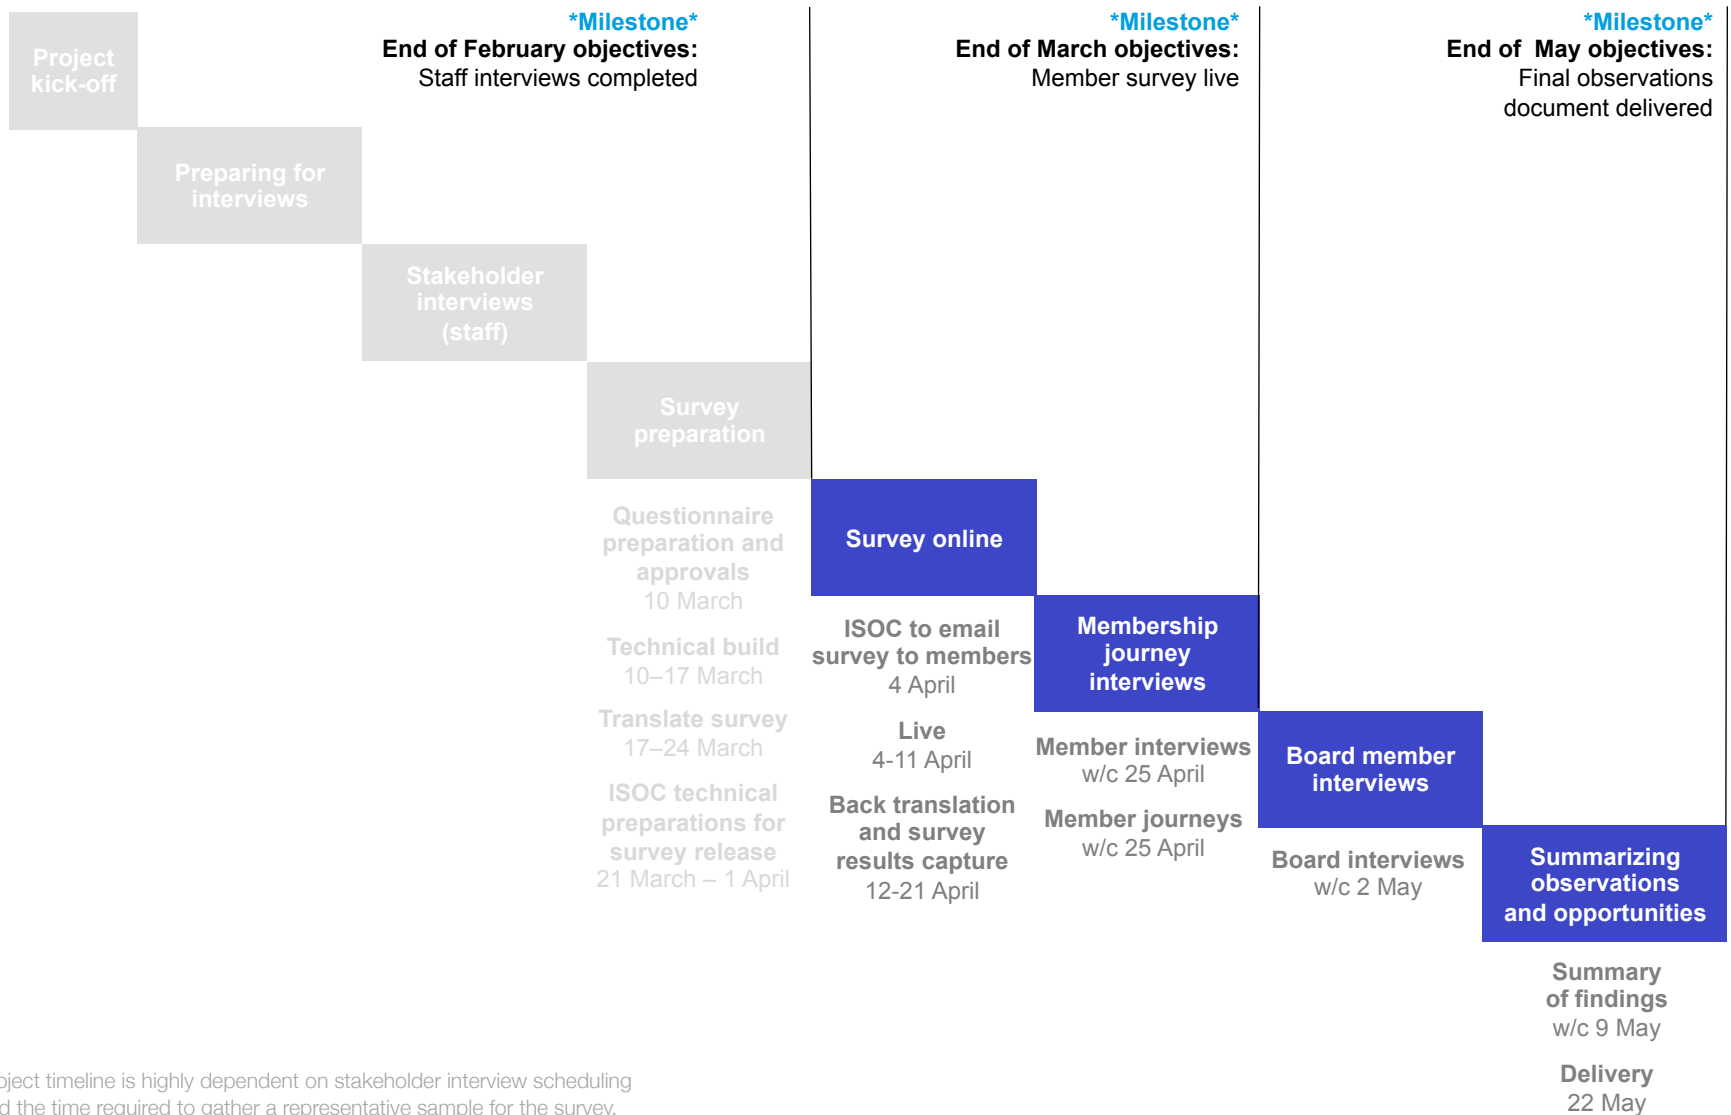 Project
kick-off
*Milestone*
End of February objectives:
Staff interviews completed
*Milestone*
End of March objectives:
Member survey live
*Milestone*
End of  May objectives:
Final observations
document delivered
Preparing for
interviews
Stakeholder
interviews
(staff)
Survey
preparation
Questionnaire
preparation and
approvals
10 March
Technical build
10–17 March
Translate survey
17–24 March
ISOC technical
preparations for
survey release
21 March – 1 April
Survey online
ISOC to email
survey to members
4 April
Live
4-11 April
Back translation
and survey
results capture
12-21 April
Membership
journey
interviews
Member interviews
w/c 25 April
Member journeys
w/c 25 April
Board member
interviews
Board interviews
w/c 2 May
Summarizing
observations
and opportunities
Summary
of findings
w/c 9 May
Delivery
22 May
oject timeline is highly dependent on stakeholder interview scheduling
d the time required to gather a representative sample for the survey.